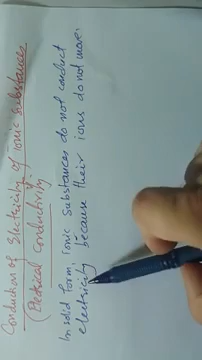 Conduction of Electricity of ionic substances
(Electrical Conductivity)
In solid form, ionic substances do not conduct
electricity because their ions do not move.